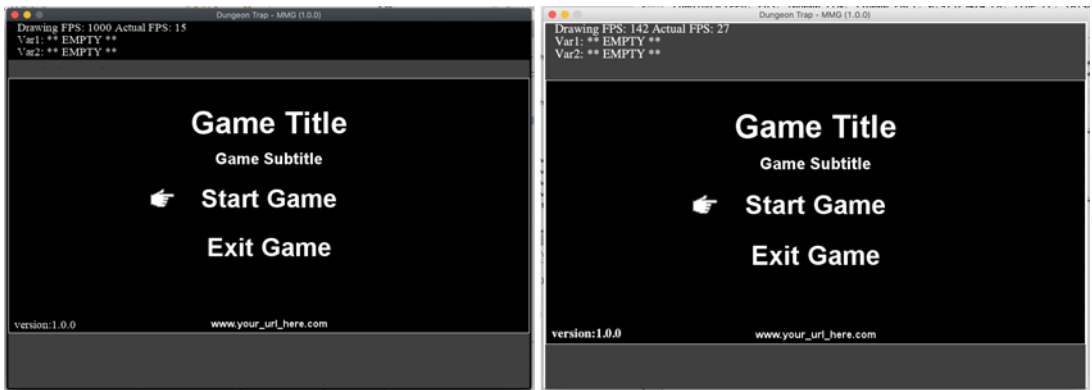 Dungeon Trap - MMG (1.0.0)
Drawing FPS: 1000 Actual FPS: 15
Var1: ** EMPTY **
Var2: ** EMPTY **
Game Title
Game Subtitle
Start Game
Exit Game
version:1.0.0
www.your_url_here.com
Dungeon Trap - MMG (1.0.0)
Drawing FPS: 142 Actual FPS: 27
Var1: ** EMPTY **
Var2: ** EMPTY **
Game Title
Game Subtitle
Start Game
Exit Game
version:1.0.0
www.your_url_here.com